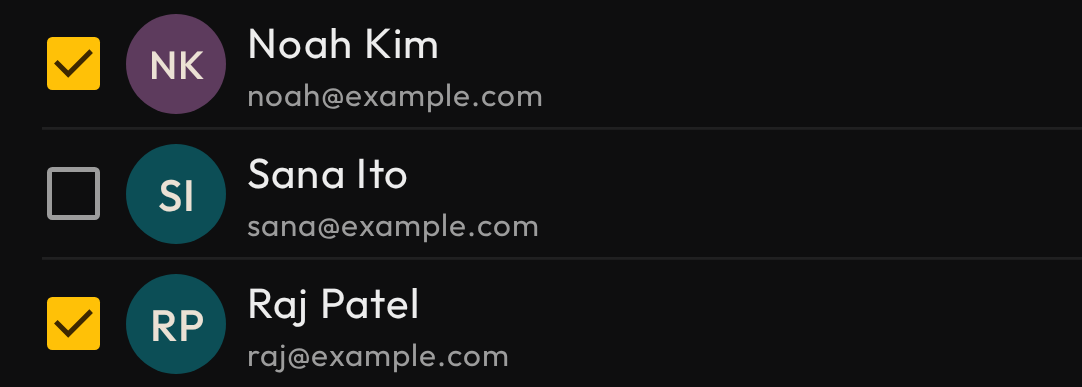 NK
Noah Kim
noah@example.com
SI
Sana Ito
sana@example.com
RP
Raj Patel
raj@example.com